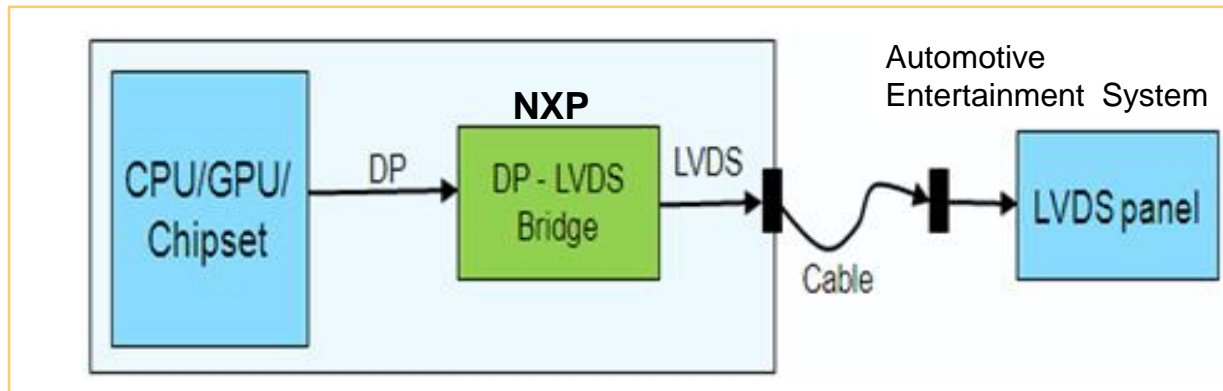 CPU/GPU/
Chipset
DP
NXP
DP - LVDS
Bridge
LVDS
Cable
Automotive
Entertainment System
LVDS panel